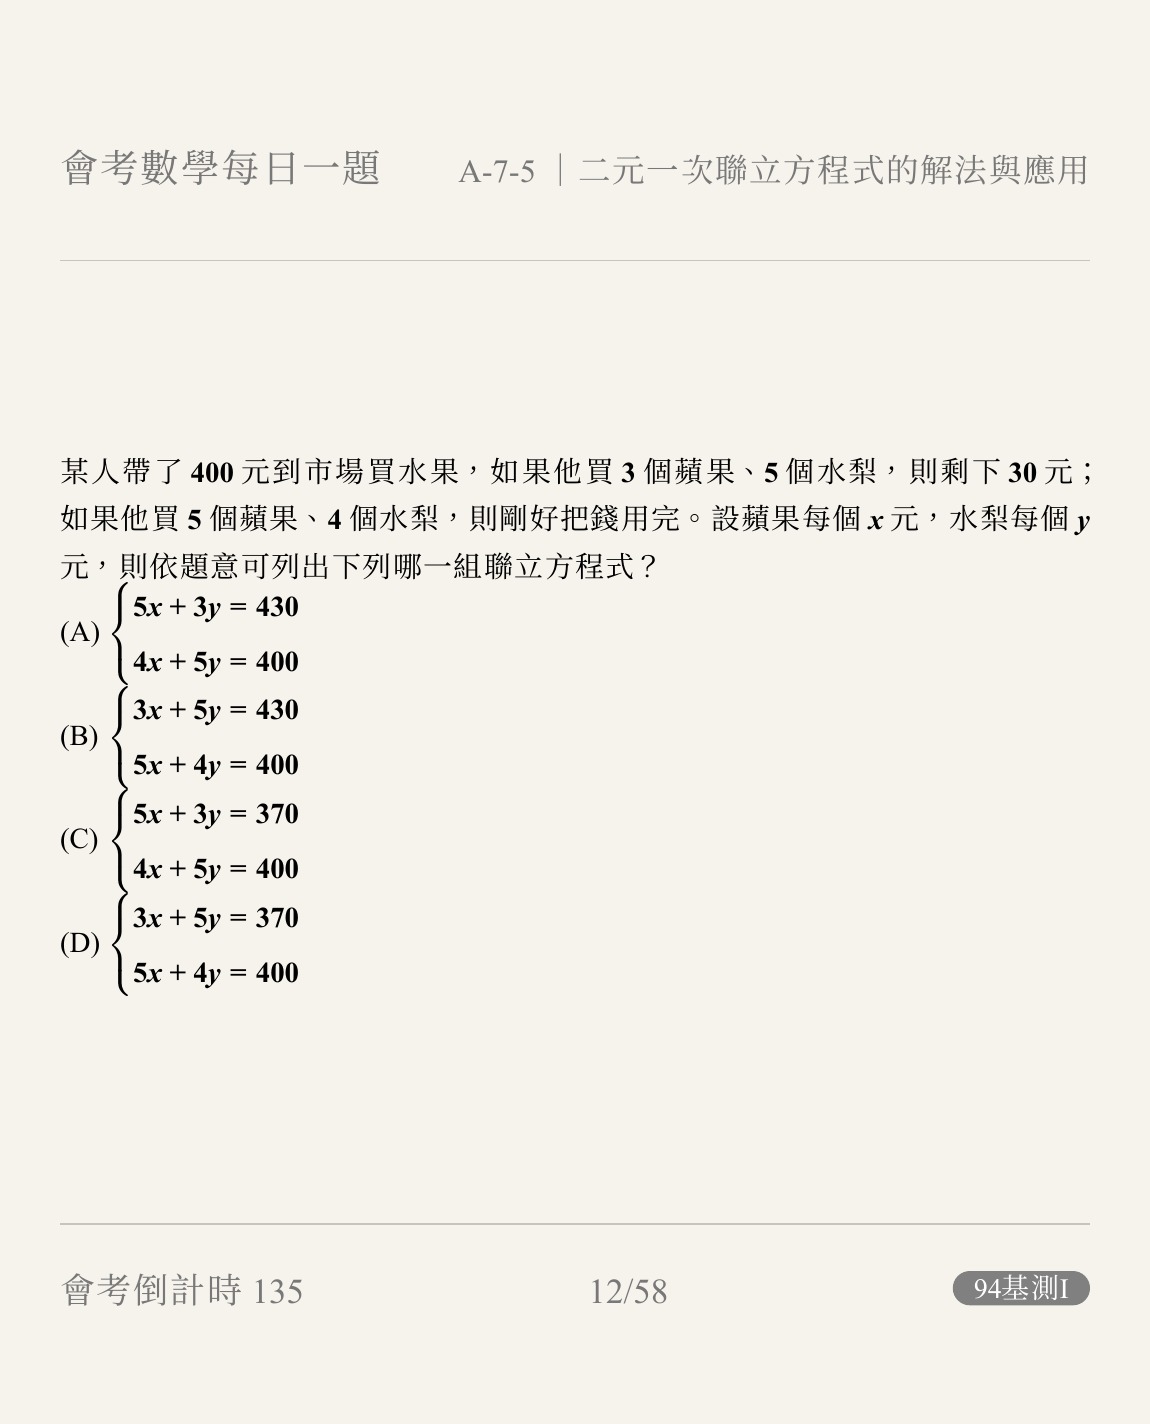 會考數學每日一題
A-7-5｜二元一次聯立方程式的解法與應用
某人帶了 400 元到市場買水果，如果他買 3 個蘋果、5 個水梨，則剩下 30 元；
如果他買 5 個蘋果、4 個水梨，則剛好把錢用完。設蘋果每個 x 元，水梨每個 y
元，則依題意可列出下列哪一組聯立方程式？
(A) { 5x + 3y = 430
4x + 5y = 400
(B) { 3x + 5y = 430
5x + 4y = 400
(C) { 5x + 3y = 370
4x + 5y = 400
(D) { 3x + 5y = 370
5x + 4y = 400
會考倒計時 135
12/58
94基測I